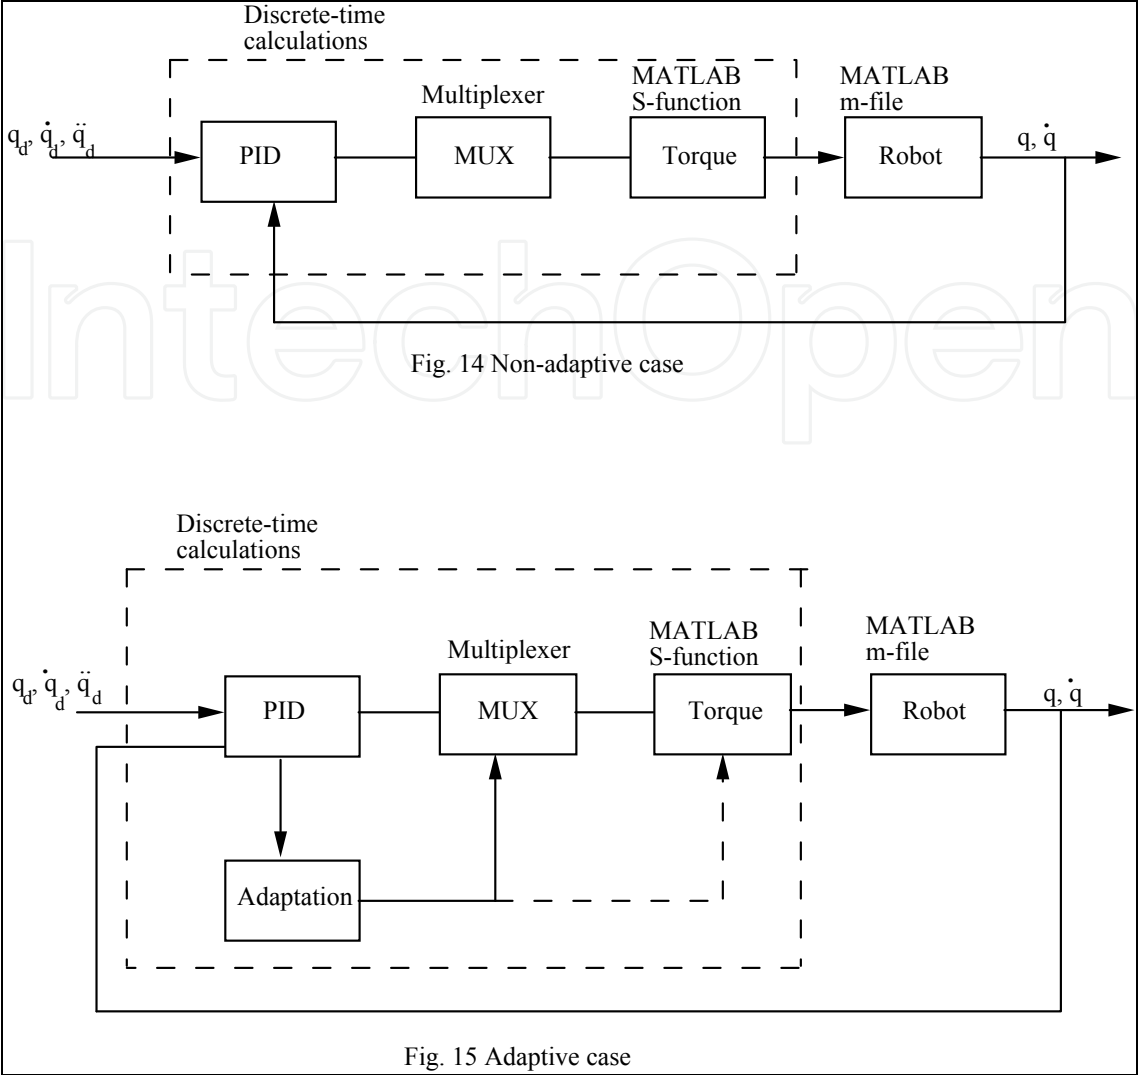 Discrete-time
calculations
MATLAB
S-function
MATLAB
m-file
Multiplexer
q_d, q̇_d, q̈_d
PID
MUX
Torque
Robot
q, q̇
IntechOpen
Fig. 14 Non-adaptive case
Discrete-time
calculations
MATLAB
S-function
MATLAB
m-file
Multiplexer
q_d, q̇_d, q̈_d
PID
MUX
Torque
Robot
q, q̇
Adaptation
Fig. 15 Adaptive case